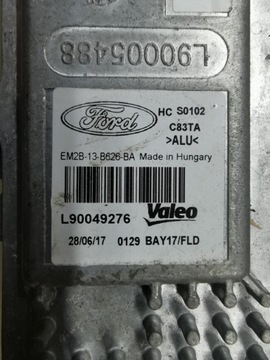 L90005488
Ford
HC S0102
C83TA
>ALU<
EM2B-13-B626-BA Made in Hungary
L90049276 Valeo
28/06/17 0129 BAY17/FLD